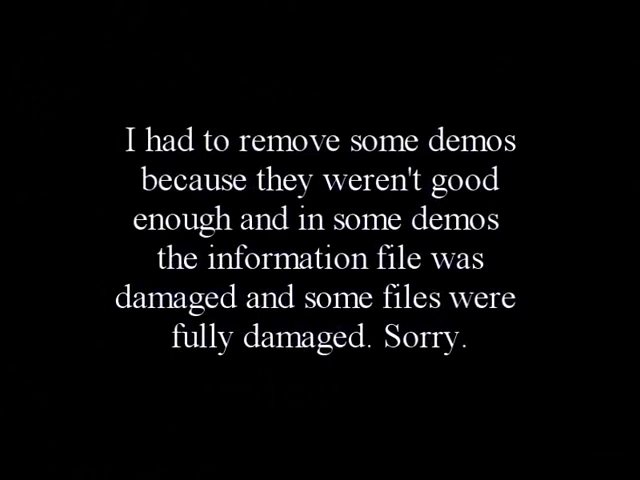 I had to remove some demos
because they weren't good
enough and in some demos
the information file was
damaged and some files were
fully damaged. Sorry.